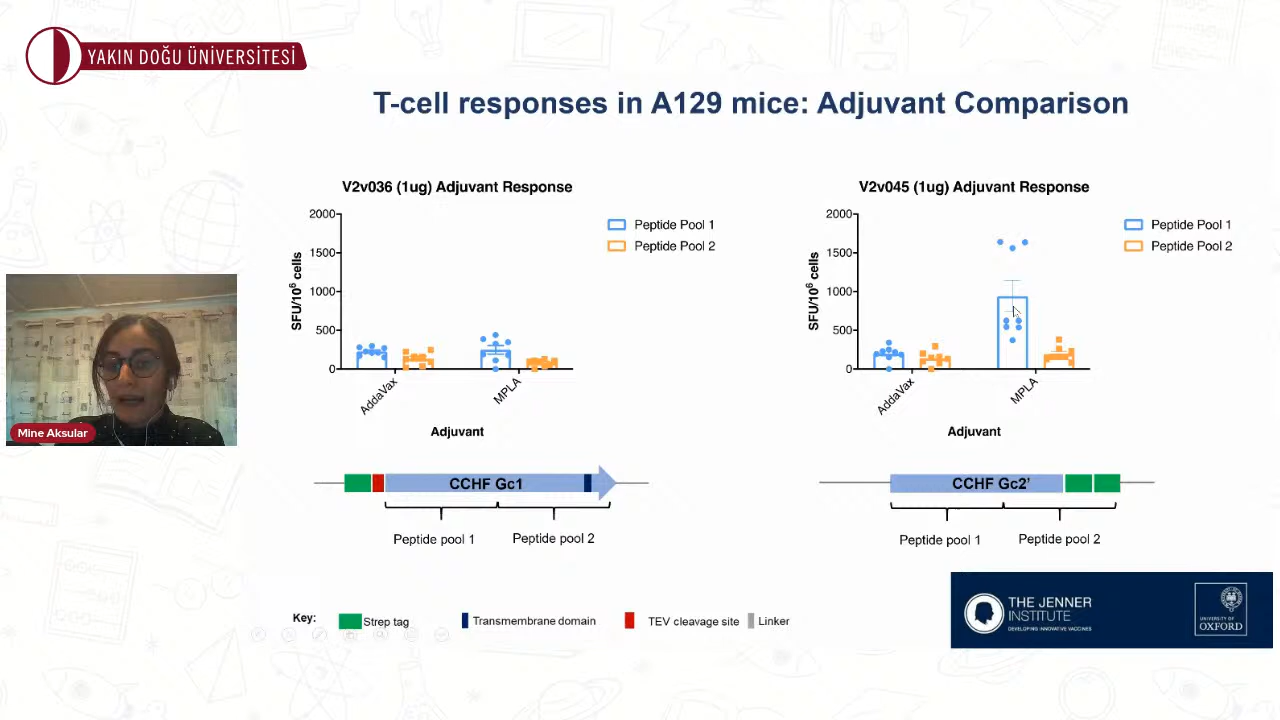 YAKIN DOĞU ÜNİVERSİTESİ
T-cell responses in A129 mice: Adjuvant Comparison
V2v036 (1ug) Adjuvant Response
2000
1500
1000
500
0
SFU/10⁶ cells
AddaVax
MPLA
Adjuvant
Peptide Pool 1
Peptide Pool 2
V2v045 (1ug) Adjuvant Response
2000
1500
1000
500
0
SFU/10⁶ cells
AddaVax
MPLA
Adjuvant
Peptide Pool 1
Peptide Pool 2
Mine Aksular
CCHF Gc1
Peptide pool 1
Peptide pool 2
CCHF Gc2'
Peptide pool 1
Peptide pool 2
Key:
Strep tag
Transmembrane domain
TEV cleavage site
Linker
THE JENNER
INSTITUTE
DEVELOPING INNOVATIVE VACCINES
UNIVERSITY OF
OXFORD